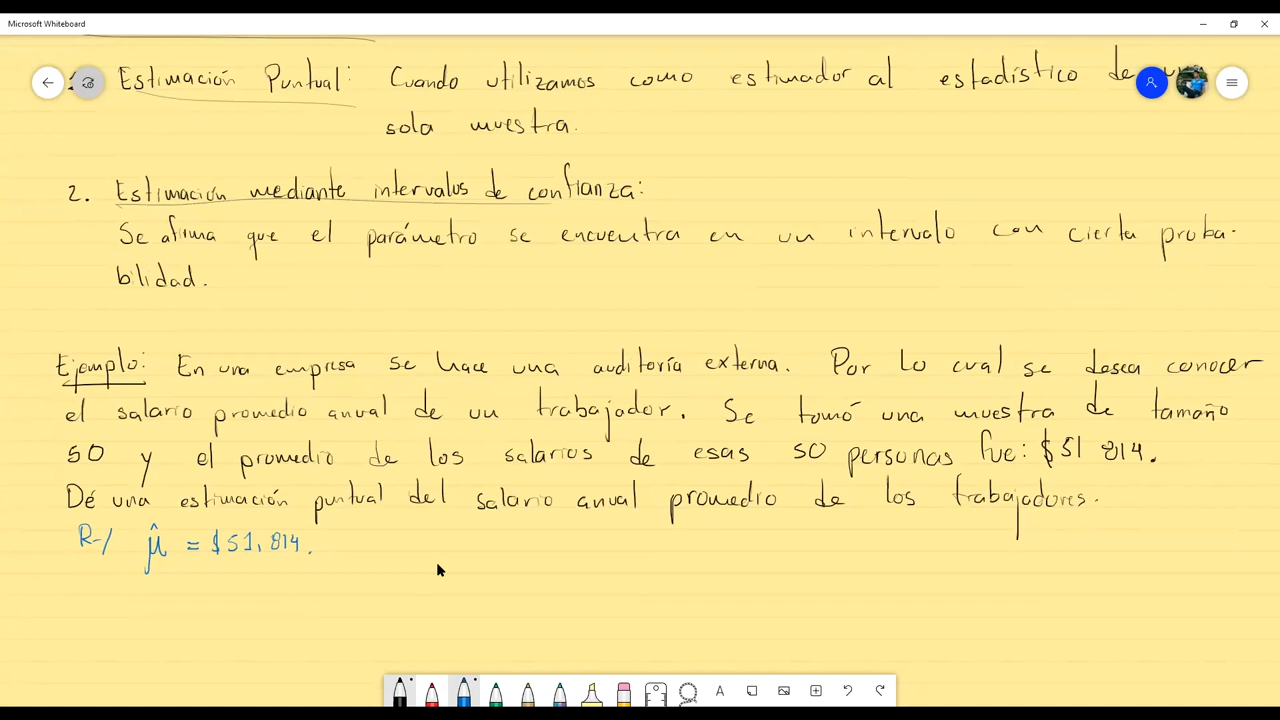 Microsoft Whiteboard
Estimación Puntual: Cuando utilizamos como estimador al estadístico de una
sola muestra.
2. Estimación mediante intervalos de confianza:
Se afirma que el parámetro se encuentra en un intervalo con cierta proba-
bilidad.
Ejemplo: En una empresa se hace una auditoría externa. Por lo cual se desea conocer
el salario promedio anual de un trabajador. Se tomó una muestra de tamaño
50 y el promedio de los salarios de esas 50 personas fue: $51 814.
Dé una estimación puntual del salario anual promedio de los trabajadores.
R-/ μ̂ = $51,814.